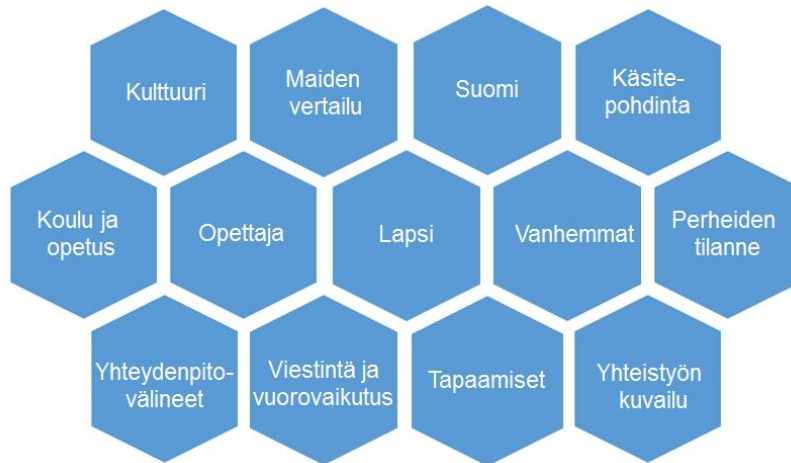 Kulttuuri
Maiden
vertailu
Suomi
Käsite-
pohdinta
Koulu ja
opetus
Opettaja
Lapsi
Vanhemmat
Perheiden
tilanne
Yhteydenpito-
välineet
Viestintä ja
vuorovaikutus
Tapaamiset
Yhteistyön
kuvailu